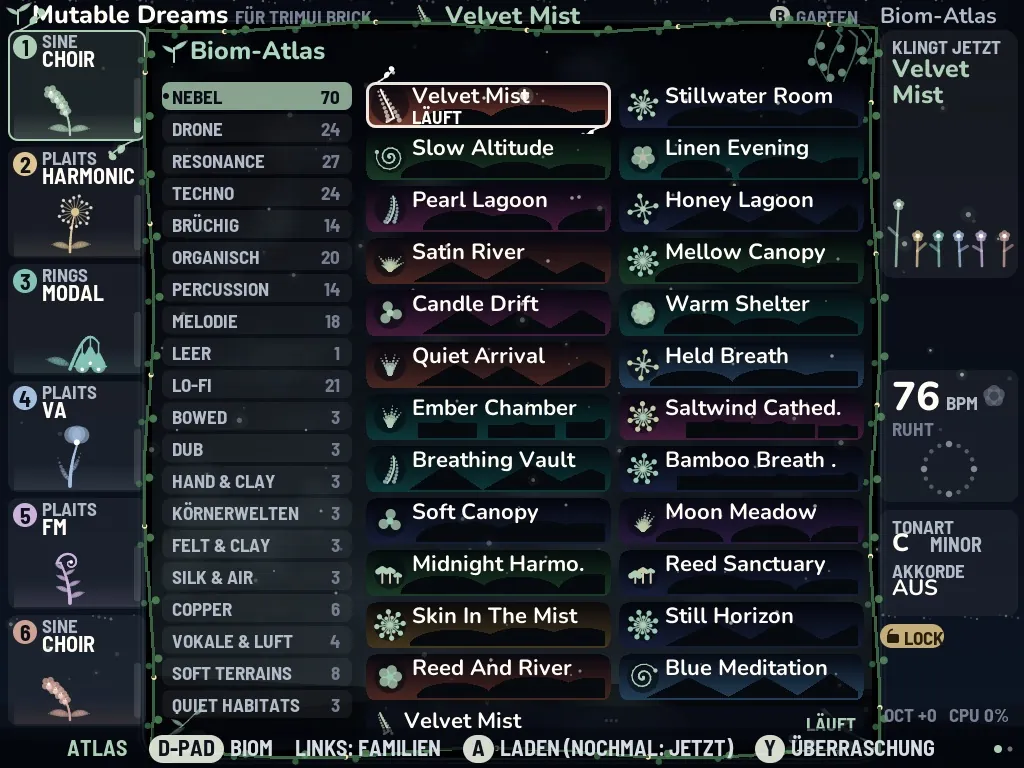 Mutable Dreams FÜR TRIMUI BRICK
Velvet Mist
B GARTEN
Biom-Atlas
1 SINE
CHOIR
2 PLAITS
HARMONIC
3 RINGS
MODAL
4 PLAITS
VA
5 PLAITS
FM
6 SINE
CHOIR
Biom-Atlas
NEBEL 70
DRONE 24
RESONANCE 27
TECHNO 24
BRÜCHIG 14
ORGANISCH 20
PERCUSSION 14
MELODIE 18
LEER 1
LO-FI 21
BOWED 3
DUB 3
HAND & CLAY 3
KÖRNERWELTEN 3
FELT & CLAY 3
SILK & AIR 3
COPPER 6
VOKALE & LUFT 4
SOFT TERRAINS 8
QUIET HABITATS 3
Velvet Mist
LÄUFT
Stillwater Room
Slow Altitude
Linen Evening
Pearl Lagoon
Honey Lagoon
Satin River
Mellow Canopy
Candle Drift
Warm Shelter
Quiet Arrival
Held Breath
Ember Chamber
Saltwind Cathed.
Breathing Vault
Bamboo Breath .
Soft Canopy
Moon Meadow
Midnight Harmo.
Reed Sanctuary
Skin In The Mist
Still Horizon
Reed And River
Blue Meditation
Velvet Mist
LÄUFT
KLINGT JETZT
Velvet
Mist
76 BPM
RUHT
TONART
C MINOR
AKKORDE
AUS
LOCK
OCT +0 CPU 0%
ATLAS D-PAD BIOM LINKS: FAMILIEN A LADEN (NOCHMAL: JETZT) Y ÜBERRASCHUNG